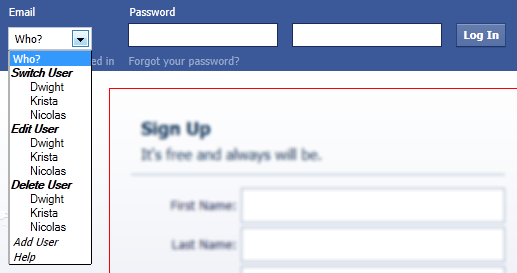 Email
Password
Who?
Log In
Who?
ed in
Forgot your password?
Switch User
Dwight
Krista
Nicolas
Edit User
Dwight
Krista
Nicolas
Delete User
Dwight
Krista
Nicolas
Add User
Help
Sign Up
It's free and always will be.
First Name:
Last Name: